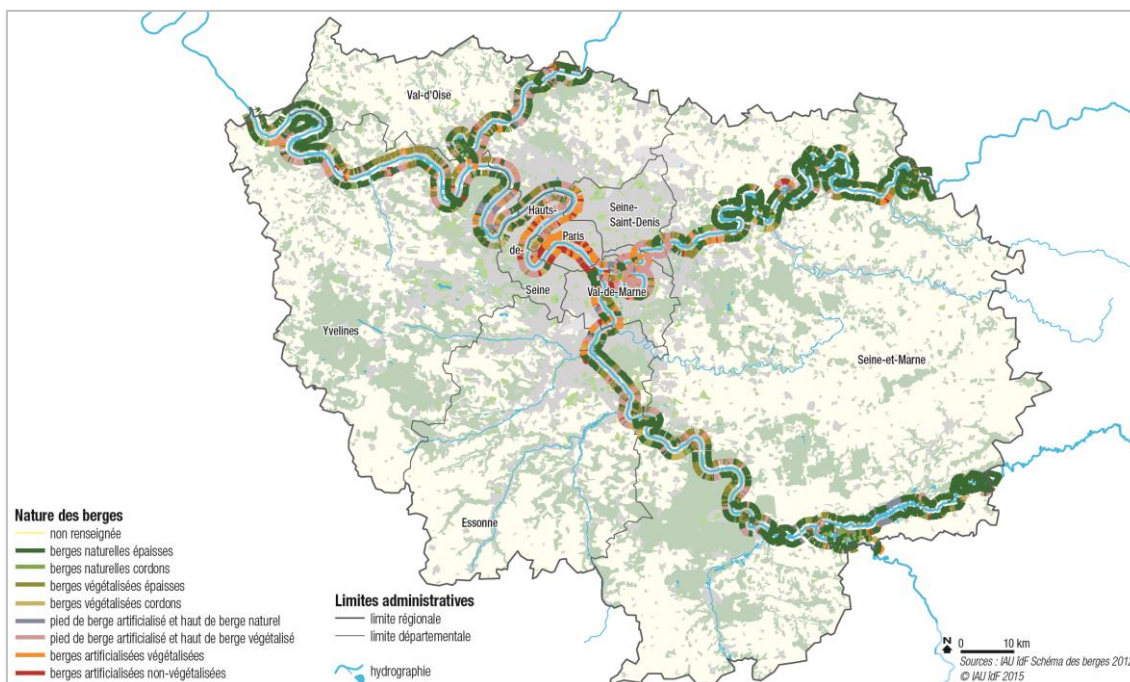 Val-d'Oise
Hauts-
Seine-
Saint-Denis
Paris
de-
Seine
Val-de-Marne
Yvelines
Seine-et-Marne
Essonne
Nature des berges
non renseignée
berges naturelles épaisses
berges naturelles cordons
berges végétalisées épaisses
berges végétalisées cordons
pied de berge artificialisé et haut de berge naturel
pied de berge artificialisé et haut de berge végétalisé
berges artificialisées végétalisées
berges artificialisées non-végétalisées
Limites administratives
limite régionale
limite départementale
hydrographie
N
0 10 km
Sources : IAU îdF Schéma des berges 2012
© IAU îdF 2015